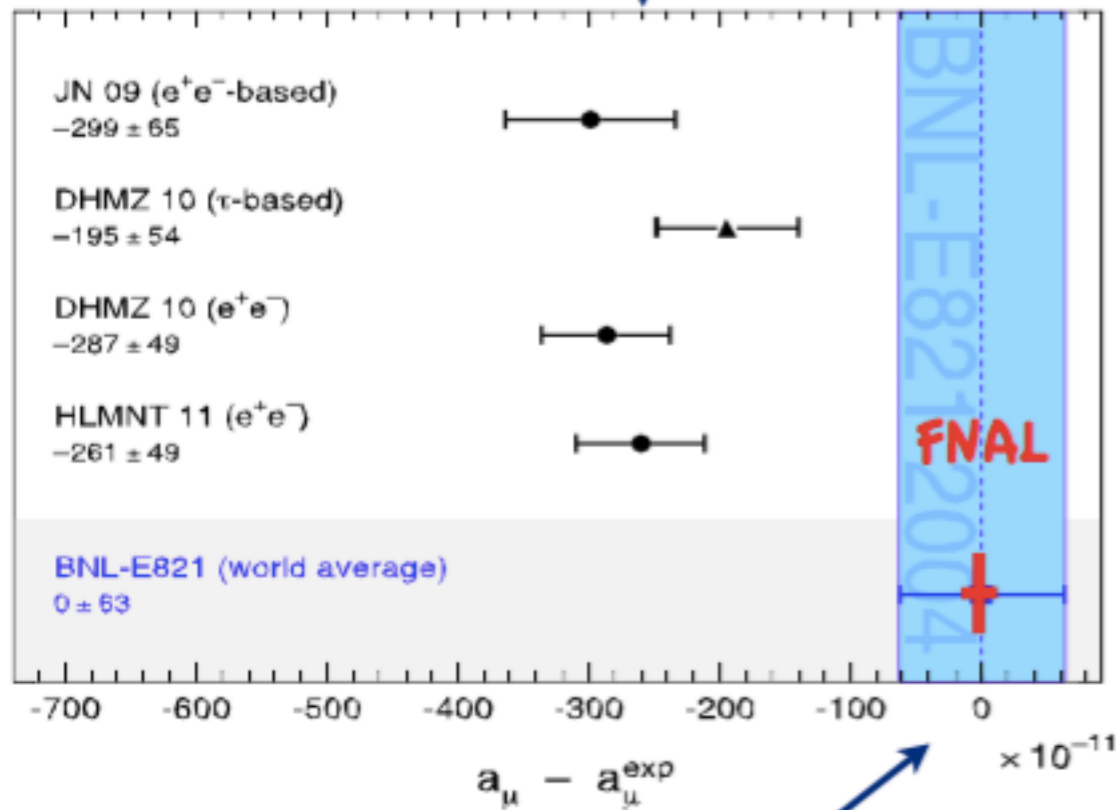 JN 09 (e⁺e⁻-based)
−299 ± 65
DHMZ 10 (τ-based)
−195 ± 54
DHMZ 10 (e⁺e⁻)
−287 ± 49
HLMNT 11 (e⁺e⁻)
−261 ± 49
BNL-E821 2004
FNAL
BNL-E821 (world average)
0 ± 63
-700 -600 -500 -400 -300 -200 -100 0
× 10⁻¹¹
a_μ − a_μ^exp